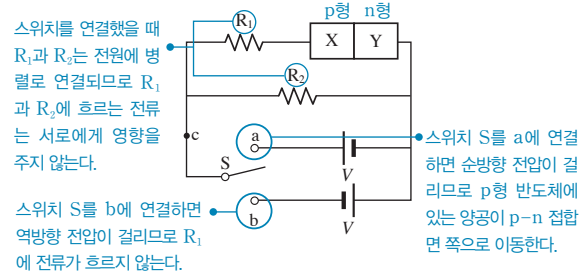 스위치를 연결했을 때
R₁과 R₂는 전원에 병
렬로 연결되므로 R₁
과 R₂에 흐르는 전류
는 서로에게 영향을
주지 않는다.
R₁
p형 n형
X Y
R₂
c
a
S
V
b
V
스위치 S를 a에 연결
하면 순방향 전압이 걸
리므로 p형 반도체에
있는 양공이 p-n 접합
면 쪽으로 이동한다.
스위치 S를 b에 연결하면
역방향 전압이 걸리므로 R₁
에 전류가 흐르지 않는다.